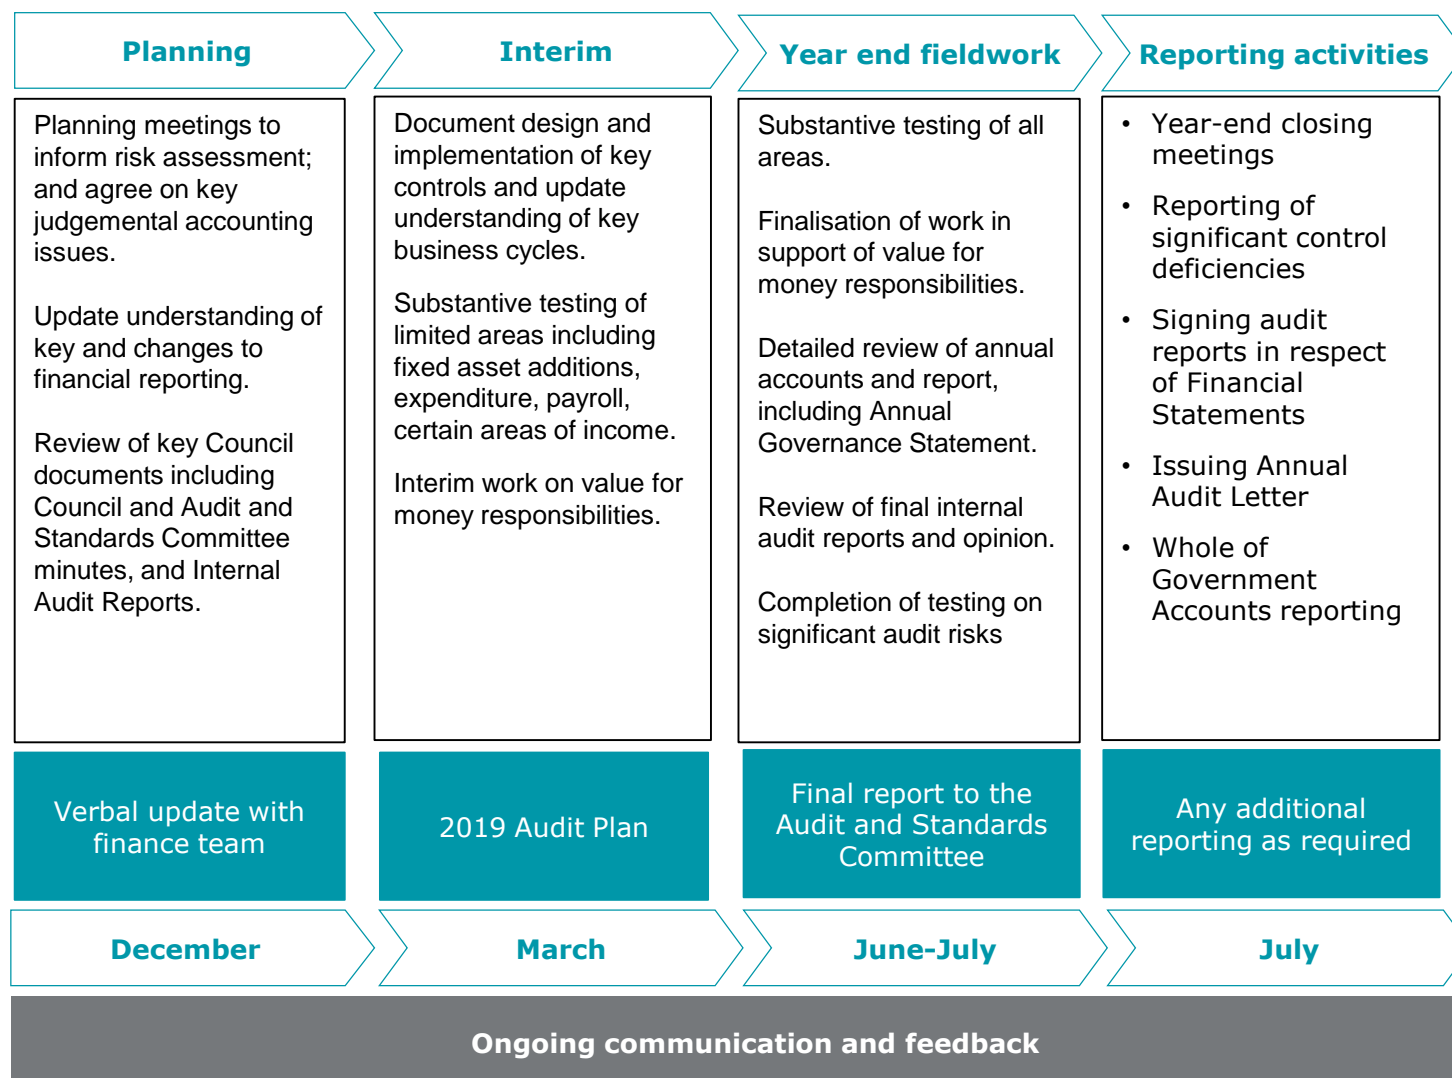 Planning
Interim
Year end fieldwork
Reporting activities
Planning meetings to
inform risk assessment;
and agree on key
judgemental accounting
issues.
Update understanding of
key and changes to
financial reporting.
Review of key Council
documents including
Council and Audit and
Standards Committee
minutes, and Internal
Audit Reports.
Document design and
implementation of key
controls and update
understanding of key
business cycles.
Substantive testing of
limited areas including
fixed asset additions,
expenditure, payroll,
certain areas of income.
Interim work on value for
money responsibilities.
Substantive testing of all
areas.
Finalisation of work in
support of value for
money responsibilities.
Detailed review of annual
accounts and report,
including Annual
Governance Statement.
Review of final internal
audit reports and opinion.
Completion of testing on
significant audit risks
• Year-end closing
meetings
• Reporting of
significant control
deficiencies
• Signing audit
reports in respect
of Financial
Statements
• Issuing Annual
Audit Letter
• Whole of
Government
Accounts reporting
Verbal update with
finance team
2019 Audit Plan
Final report to the
Audit and Standards
Committee
Any additional
reporting as required
December
March
June-July
July
Ongoing communication and feedback